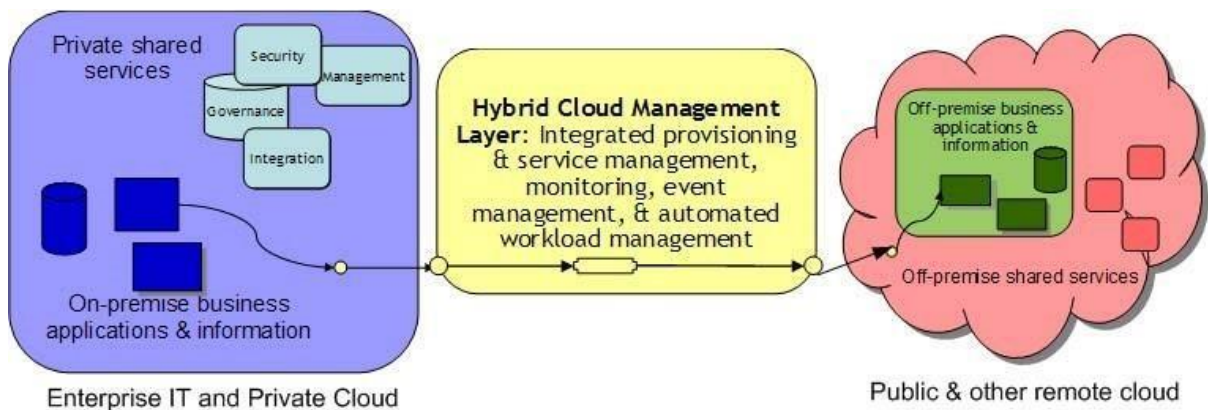 Private shared
services
Security
Management
Governance
Integration
On-premise business
applications & information
Enterprise IT and Private Cloud
Hybrid Cloud Management
Layer: Integrated provisioning
& service management,
monitoring, event
management, & automated
workload management
Off-premise business
applications &
information
Off-premise shared services
Public & other remote cloud